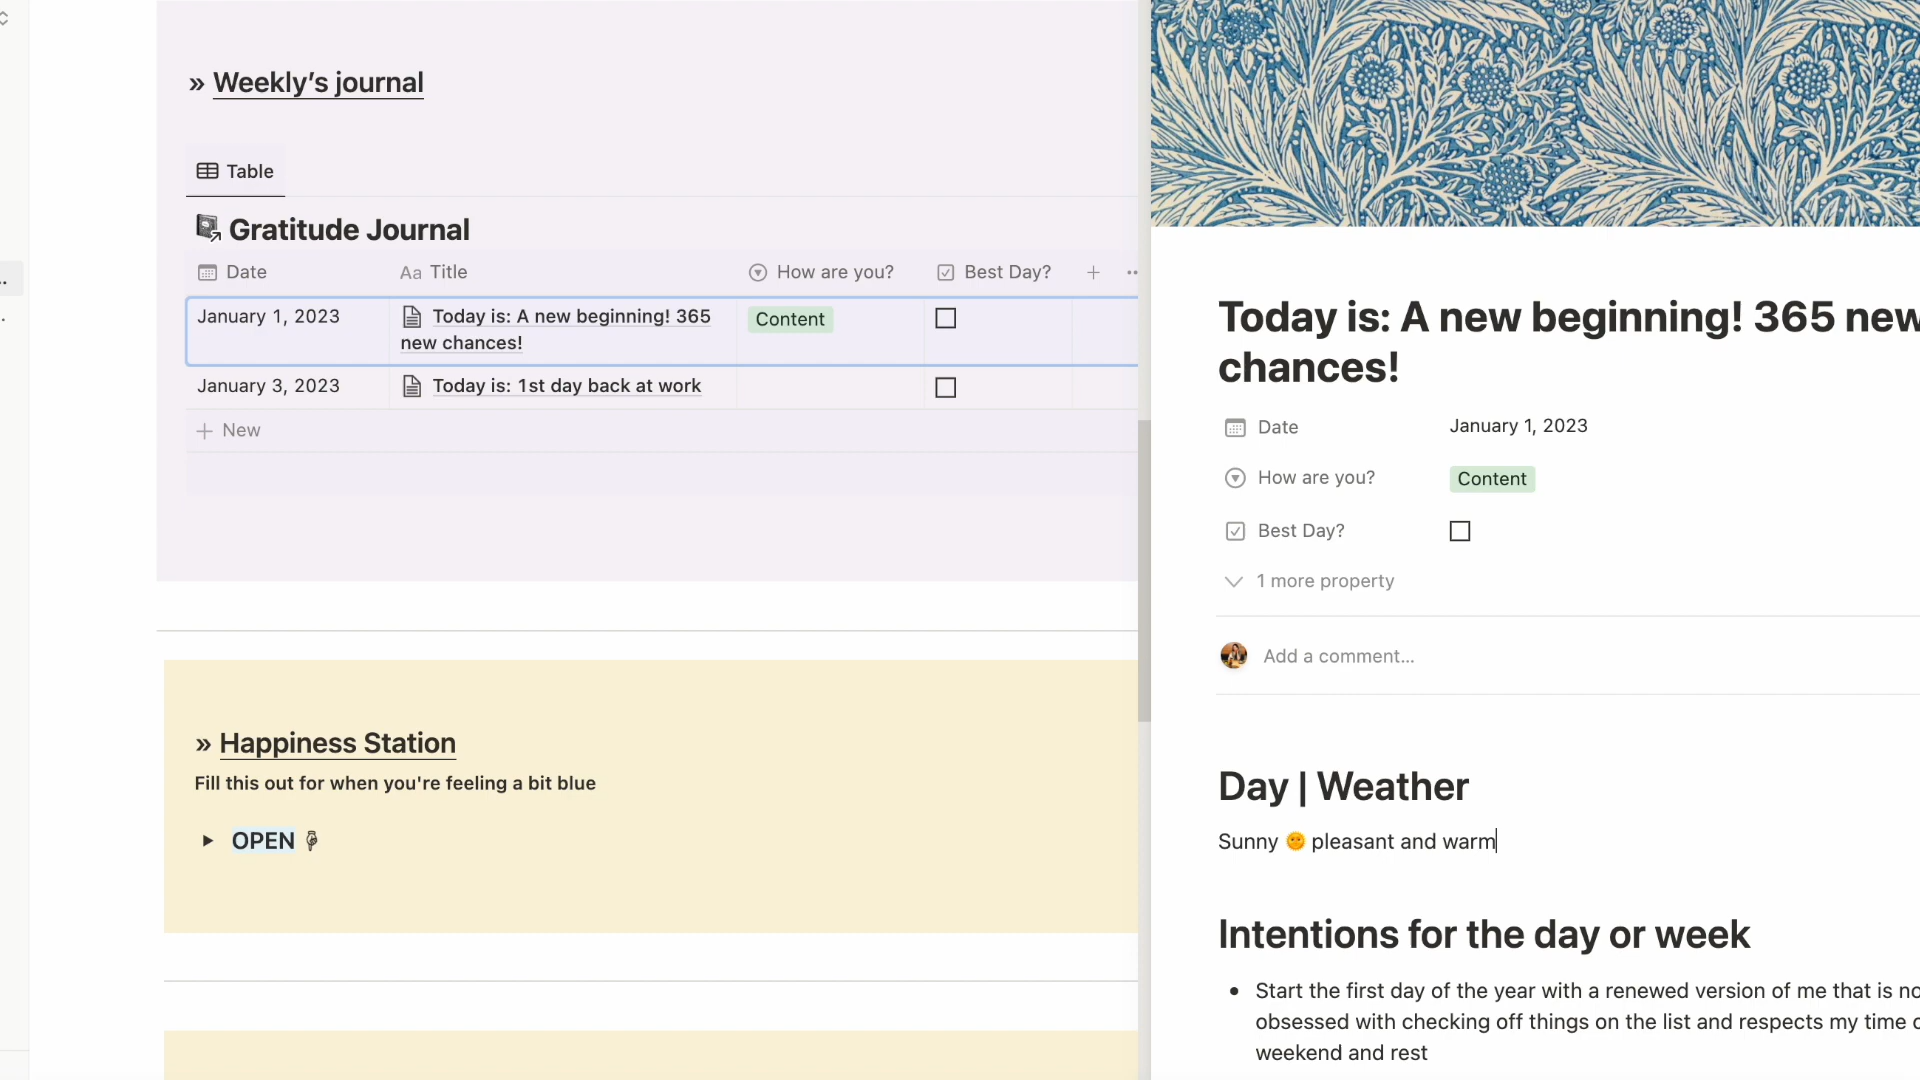 » Weekly's journal
Table
Gratitude Journal
Date Aa Title How are you? Best Day?
January 1, 2023 Today is: A new beginning! 365 Content
new chances!
January 3, 2023 Today is: 1st day back at work
+ New
» Happiness Station
Fill this out for when you're feeling a bit blue
OPEN
Today is: A new beginning! 365 new
chances!
Date January 1, 2023
How are you? Content
Best Day?
1 more property
Add a comment...
Day | Weather
Sunny 🌞 pleasant and warm
Intentions for the day or week
• Start the first day of the year with a renewed version of me that is
obsessed with checking off things on the list and respects my time
weekend and rest